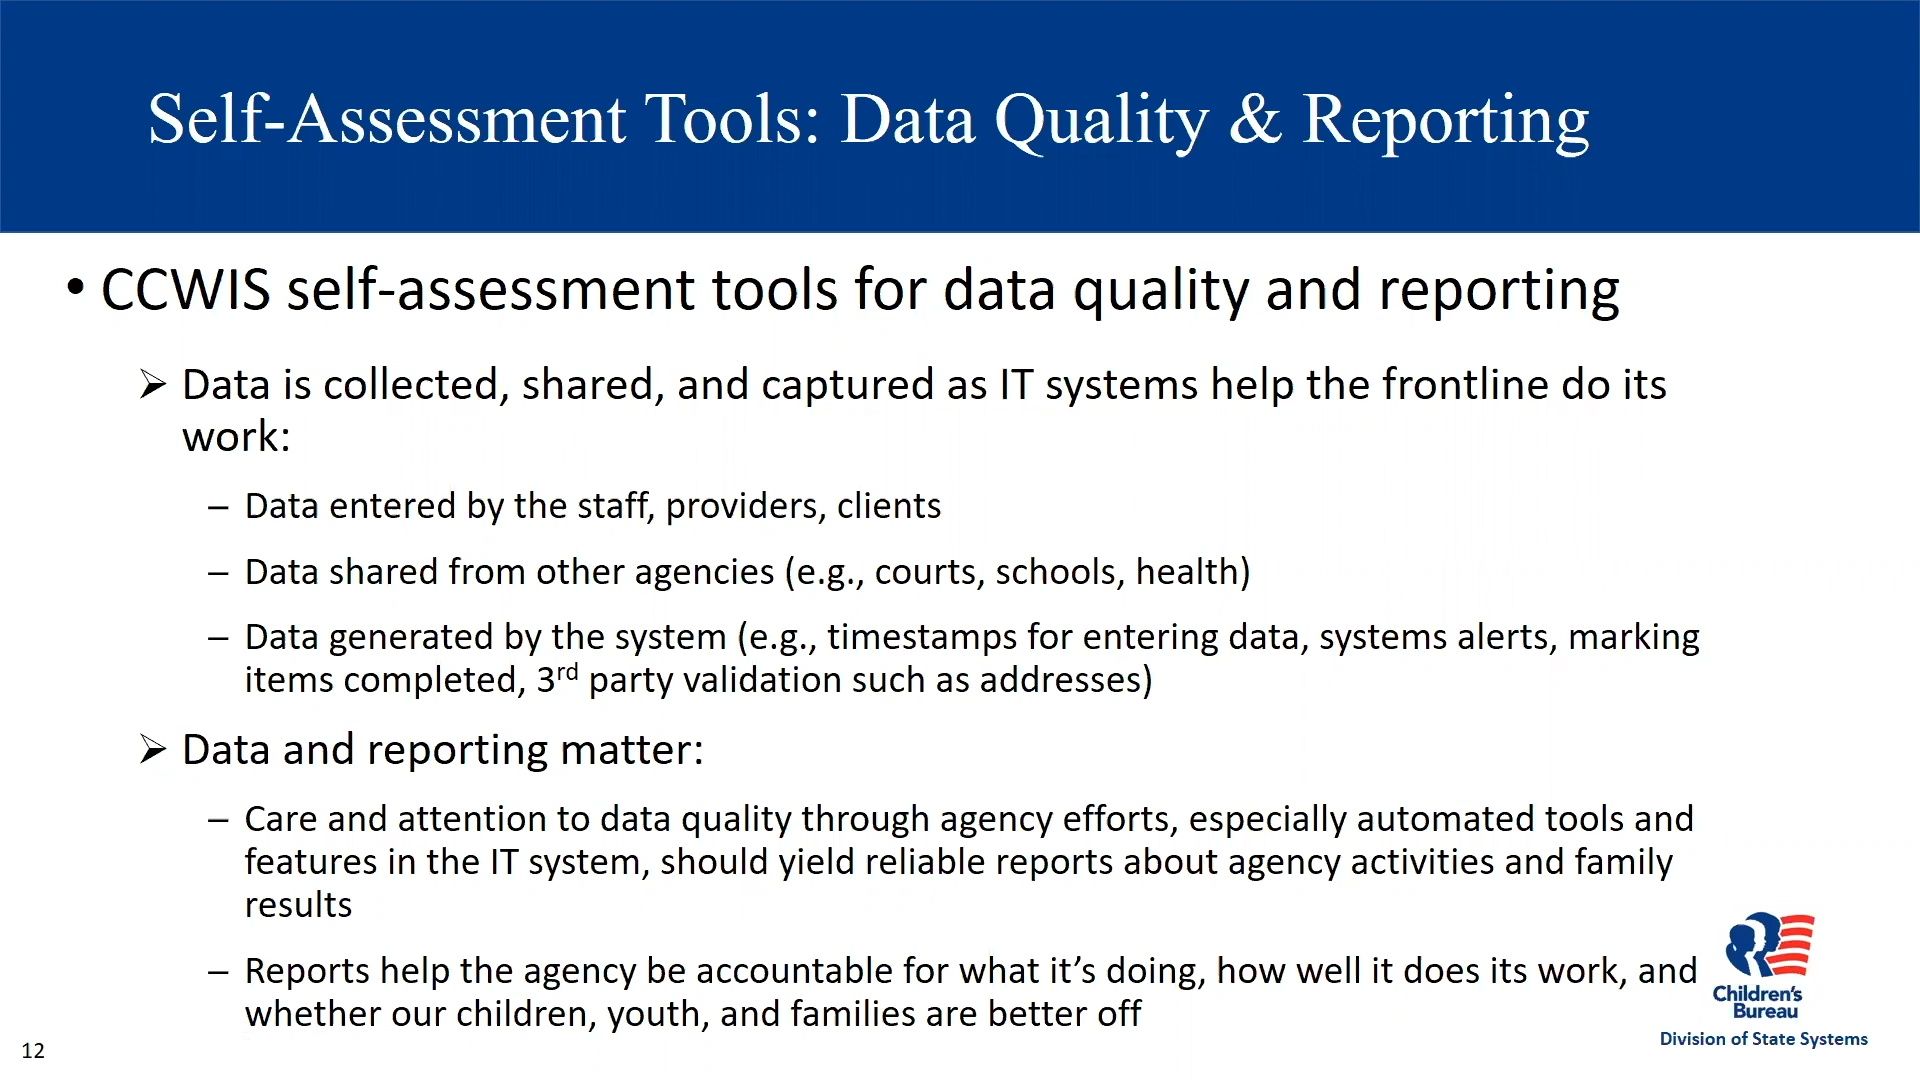 Self-Assessment Tools: Data Quality & Reporting
• CCWIS self-assessment tools for data quality and reporting
➢ Data is collected, shared, and captured as IT systems help the frontline do its
work:
– Data entered by the staff, providers, clients
– Data shared from other agencies (e.g., courts, schools, health)
– Data generated by the system (e.g., timestamps for entering data, systems alerts, marking
items completed, 3rd party validation such as addresses)
➢ Data and reporting matter:
– Care and attention to data quality through agency efforts, especially automated tools and
features in the IT system, should yield reliable reports about agency activities and family
results
– Reports help the agency be accountable for what it’s doing, how well it does its work, and
whether our children, youth, and families are better off
Children's
Bureau
Division of State Systems
12